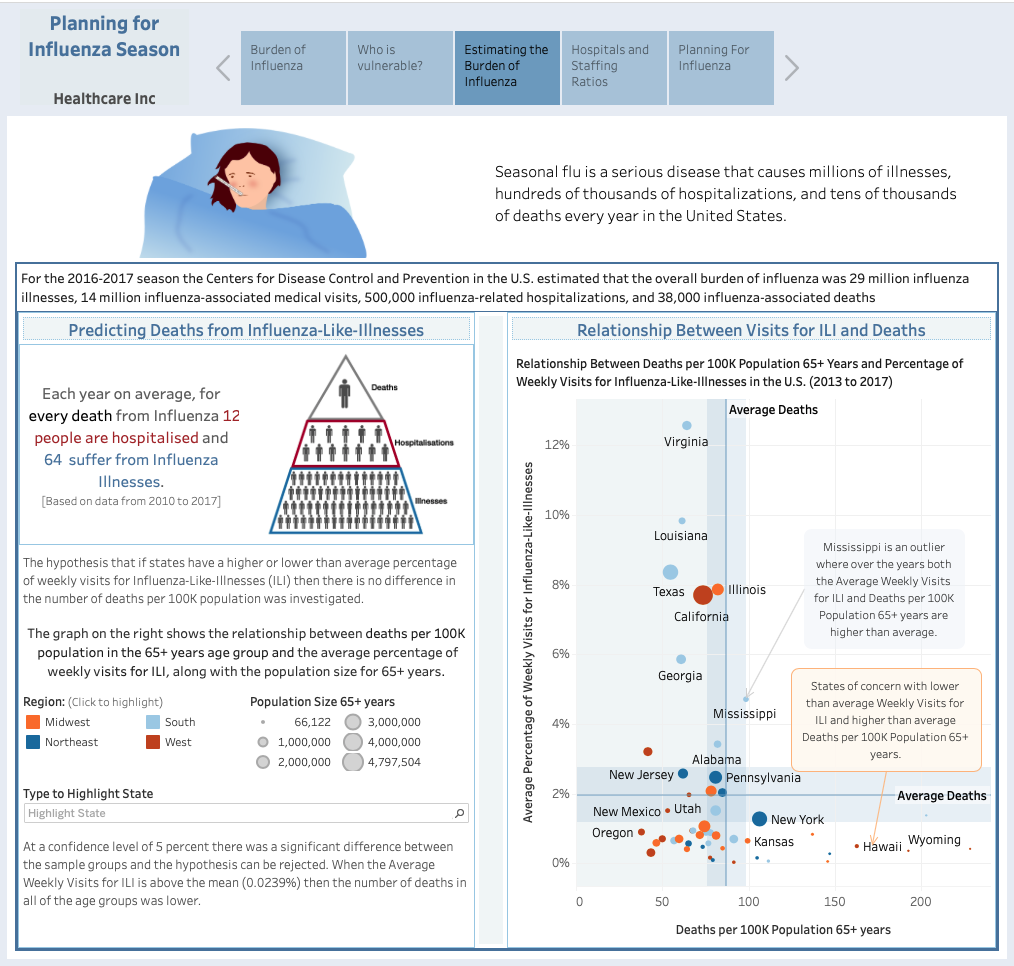 Planning for
Influenza Season
Healthcare Inc
Burden of
Influenza
Who is
vulnerable?
Estimating the
Burden of
Influenza
Hospitals and
Staffing
Ratios
Planning For
Influenza
Seasonal flu is a serious disease that causes millions of illnesses,
hundreds of thousands of hospitalizations, and tens of thousands
of deaths every year in the United States.
For the 2016-2017 season the Centers for Disease Control and Prevention in the U.S. estimated that the overall burden of influenza was 29 million influenza
illnesses, 14 million influenza-associated medical visits, 500,000 influenza-related hospitalizations, and 38,000 influenza-associated deaths
Predicting Deaths from Influenza-Like-Illnesses
Each year on average, for
every death from Influenza 12
people are hospitalised and
64 suffer from Influenza
Illnesses.
[Based on data from 2010 to 2017]
Deaths
Hospitalisations
Illnesses
The hypothesis that if states have a higher or lower than average percentage
of weekly visits for Influenza-Like-Illnesses (ILI) then there is no difference in
the number of deaths per 100K population was investigated.
The graph on the right shows the relationship between deaths per 100K
population in the 65+ years age group and the average percentage of
weekly visits for ILI, along with the population size for 65+ years.
Region: (Click to highlight)
Midwest
South
Northeast
West
Population Size 65+ years
66,122
3,000,000
1,000,000
4,000,000
2,000,000
4,797,504
Type to Highlight State
Highlight State
At a confidence level of 5 percent there was a significant difference between
the sample groups and the hypothesis can be rejected. When the Average
Weekly Visits for ILI is above the mean (0.0239%) then the number of deaths in
all of the age groups was lower.
Relationship Between Visits for ILI and Deaths
Relationship Between Deaths per 100K Population 65+ Years and Percentage of
Weekly Visits for Influenza-Like-Illnesses in the U.S. (2013 to 2017)
Average Percentage of Weekly Visits for Influenza-Like-Illnesses
12%
10%
8%
6%
4%
2%
0%
Average Deaths
Virginia
Louisiana
Texas
Illinois
California
Georgia
Mississippi
Alabama
New Jersey
Pennsylvania
Average Deaths
New Mexico
Utah
New York
Oregon
Kansas
Hawaii
Wyoming
Mississippi is an outlier
where over the years both
the Average Weekly Visits
for ILI and Deaths per 100K
Population 65+ years are
higher than average.
States of concern with lower
than average Weekly Visits for
ILI and higher than average
Deaths per 100K Population 65+
years.
0
50
100
150
200
Deaths per 100K Population 65+ years